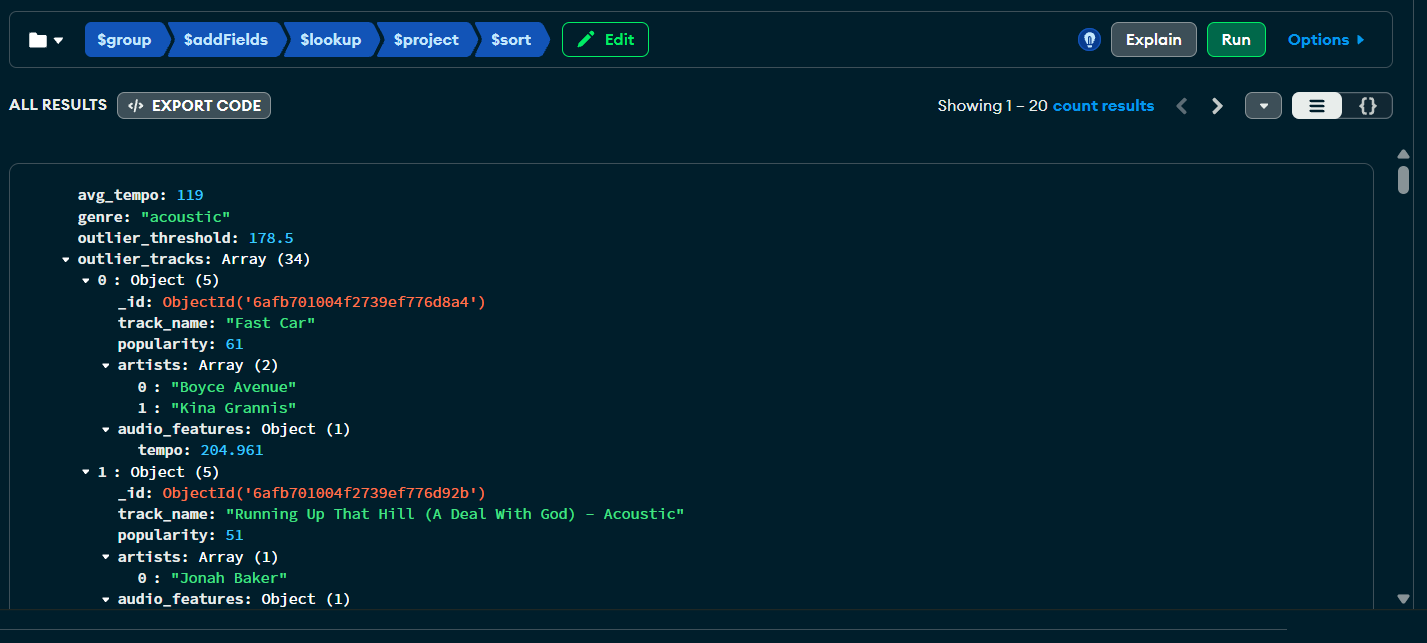 $group $addFields $lookup $project $sort Edit Explain Run Options
ALL RESULTS </> EXPORT CODE Showing 1 – 20 count results {}
avg_tempo: 119
genre: "acoustic"
outlier_threshold: 178.5
outlier_tracks: Array (34)
0 : Object (5)
_id: ObjectId('6afb701004f2739ef776d8a4')
track_name: "Fast Car"
popularity: 61
artists: Array (2)
0 : "Boyce Avenue"
1 : "Kina Grannis"
audio_features: Object (1)
tempo: 204.961
1 : Object (5)
_id: ObjectId('6afb701004f2739ef776d92b')
track_name: "Running Up That Hill (A Deal With God) - Acoustic"
popularity: 51
artists: Array (1)
0 : "Jonah Baker"
audio_features: Object (1)